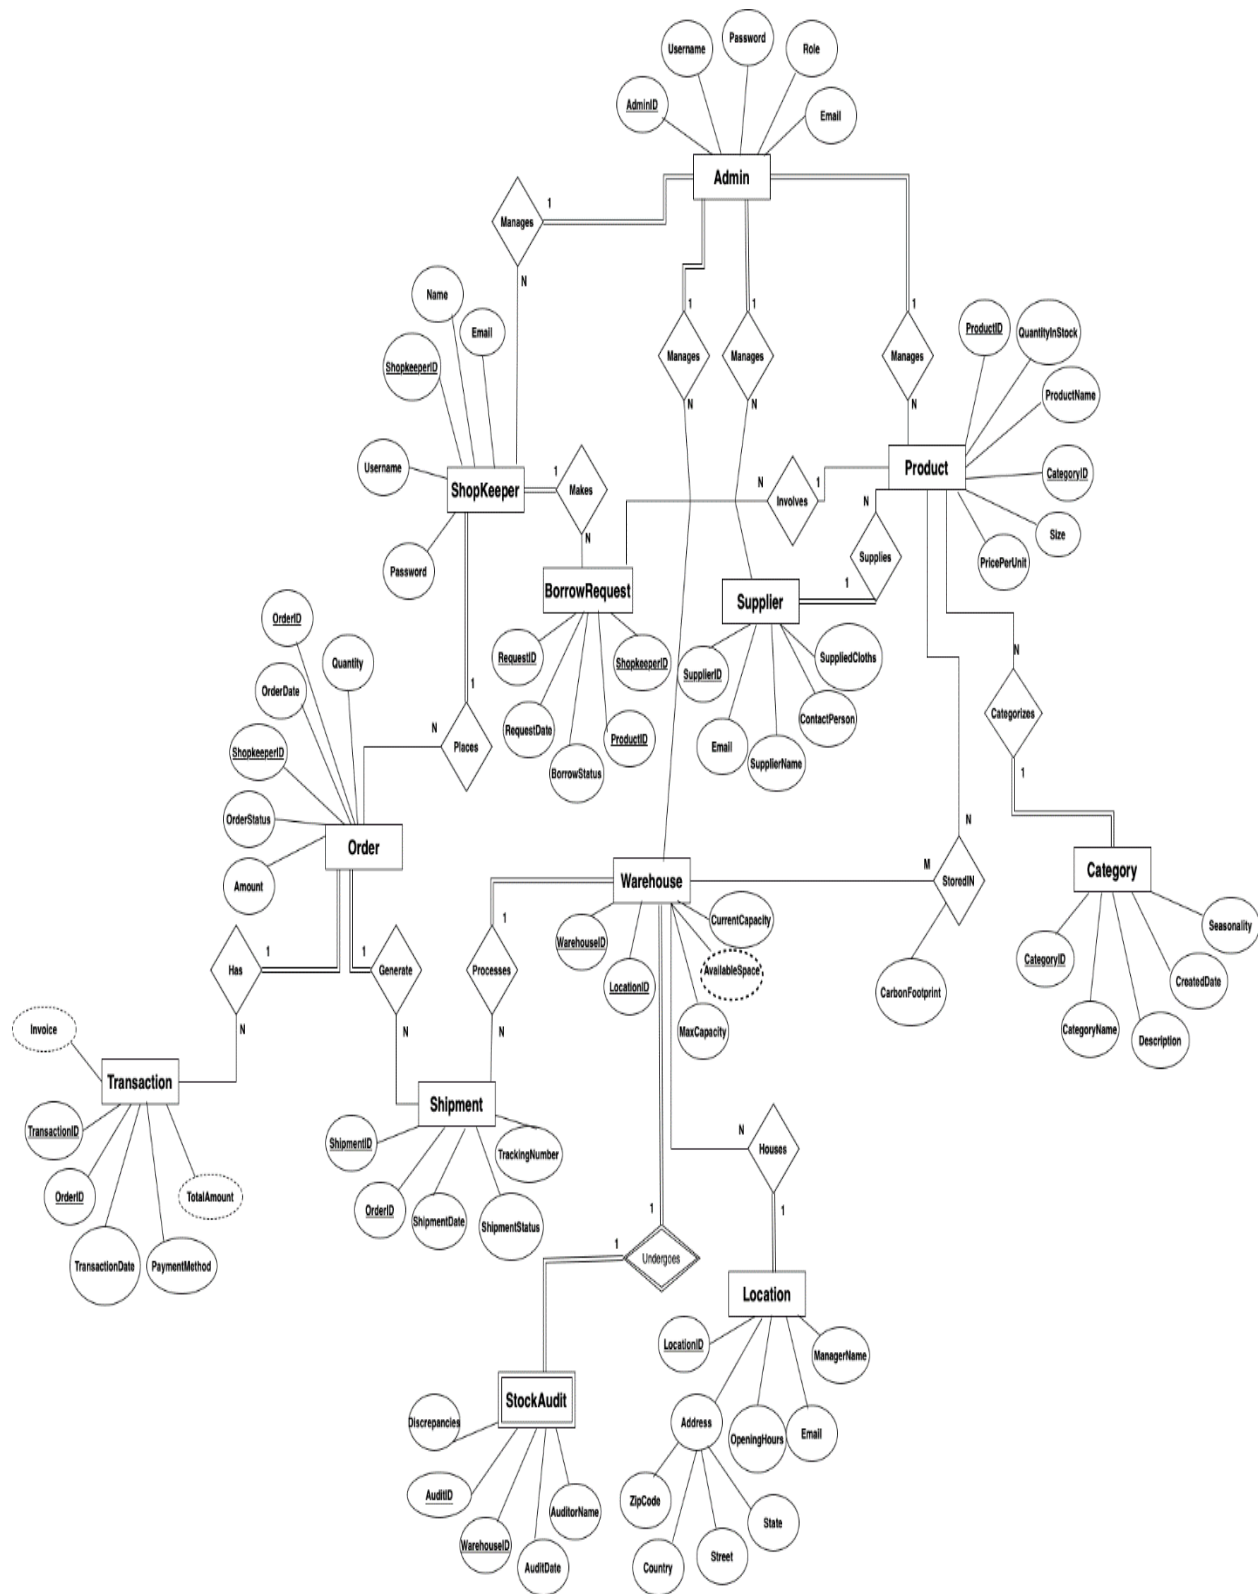 Password
Username
Role
AdminID
Email
Admin
1
Manages
N
1
1
1
Manages
Manages
Manages
N
N
N
Name
Email
ShopkeeperID
Username
ShopKeeper
Password
1
Makes
N
ProductID
QuantityInStock
ProductName
CategoryID
Size
PricePerUnit
Product
N
Involves
1
N
Supplies
1
BorrowRequest
RequestID
ShopkeeperID
RequestDate
ProductID
BorrowStatus
Supplier
SupplierID
SuppliedCloths
ContactPerson
Email
SupplierName
N
Categorizes
1
OrderID
Quantity
OrderDate
ShopkeeperID
OrderStatus
Amount
Order
1
N
Places
Warehouse
WarehouseID
LocationID
CurrentCapacity
AvailableSpace
MaxCapacity
M
N
StoredIN
CarbonFootprint
Category
Seasonality
CategoryID
CreatedDate
CategoryName
Description
Has
1
N
1
Generate
N
1
Processes
N
Invoice
Transaction
TransactionID
OrderID
TotalAmount
TransactionDate
PaymentMethod
Shipment
ShipmentID
TrackingNumber
OrderID
ShipmentDate
ShipmentStatus
N
Houses
1
1
1
Undergoes
Location
LocationID
ManagerName
Address
OpeningHours
Email
ZipCode
State
Country
Street
StockAudit
Discrepancies
AuditID
AuditorName
WarehouseID
AuditDate